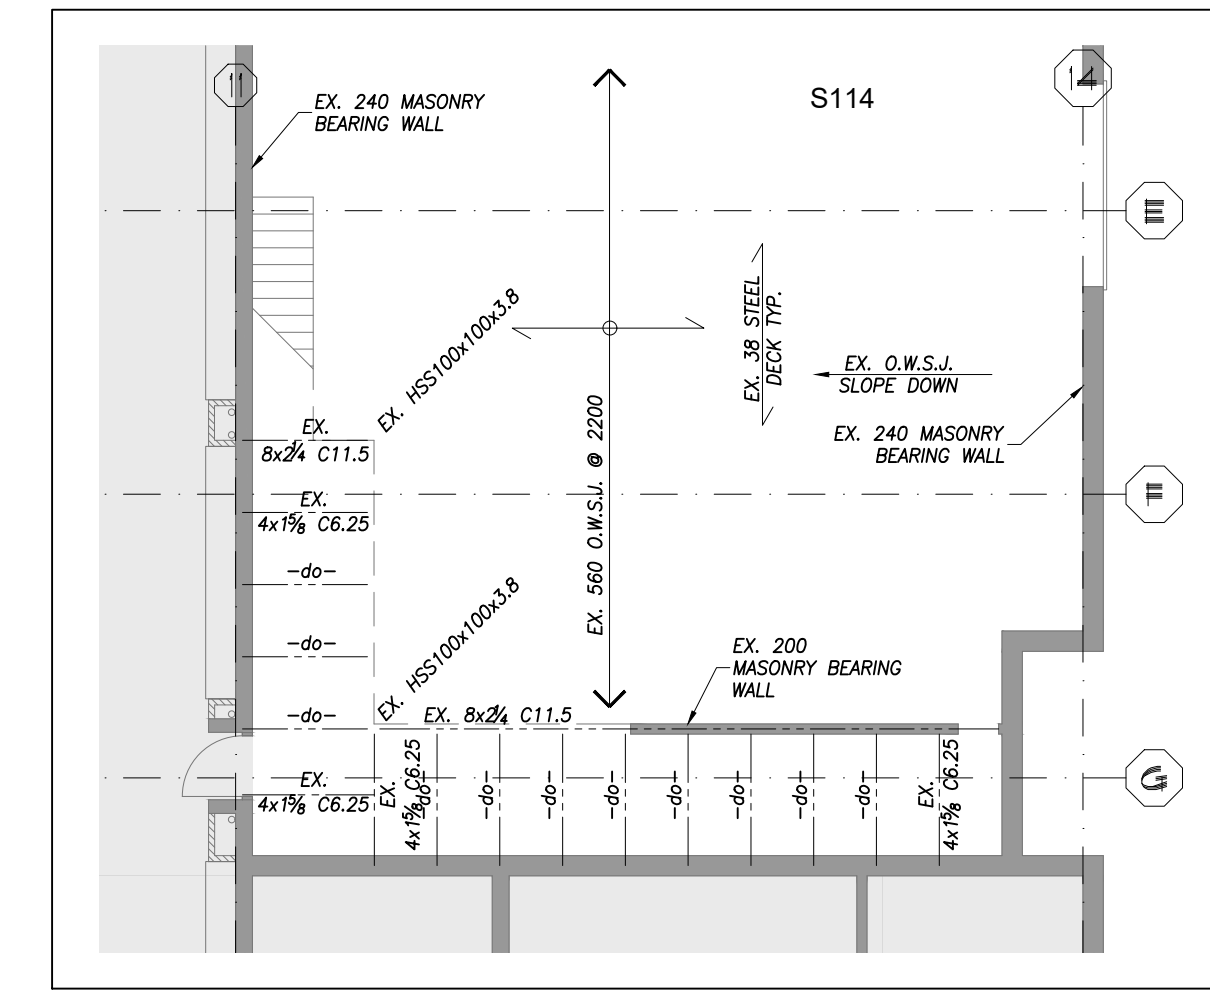 11
14
S114
EX. 240 MASONRY
BEARING WALL
E
EX. HSS100x100x3.8
EX. 38 STEEL
DECK TYP.
EX. O.W.S.J.
SLOPE DOWN
EX. 240 MASONRY
BEARING WALL
EX.
8x2¼ C11.5
EX. 560 O.W.S.J. @ 2200
F
EX.
4x1⅝ C6.25
-do-
-do-
-do-
EX. HSS100x100x3.8
EX. 200
MASONRY BEARING
WALL
EX. 8x2¼ C11.5
EX.
4x1⅝ C6.25
EX.
4x1⅝ C6.25
-do-
-do-
-do-
-do-
-do-
-do-
-do-
-do-
EX.
4x1⅝ C6.25
G